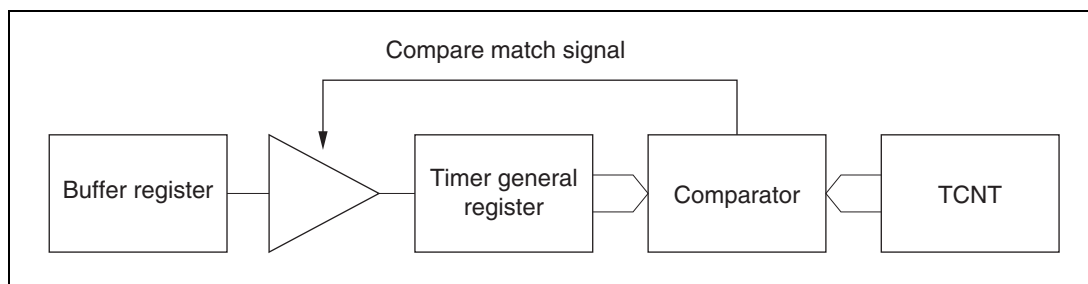 Compare match signal
Buffer register
Timer general
register
Comparator
TCNT